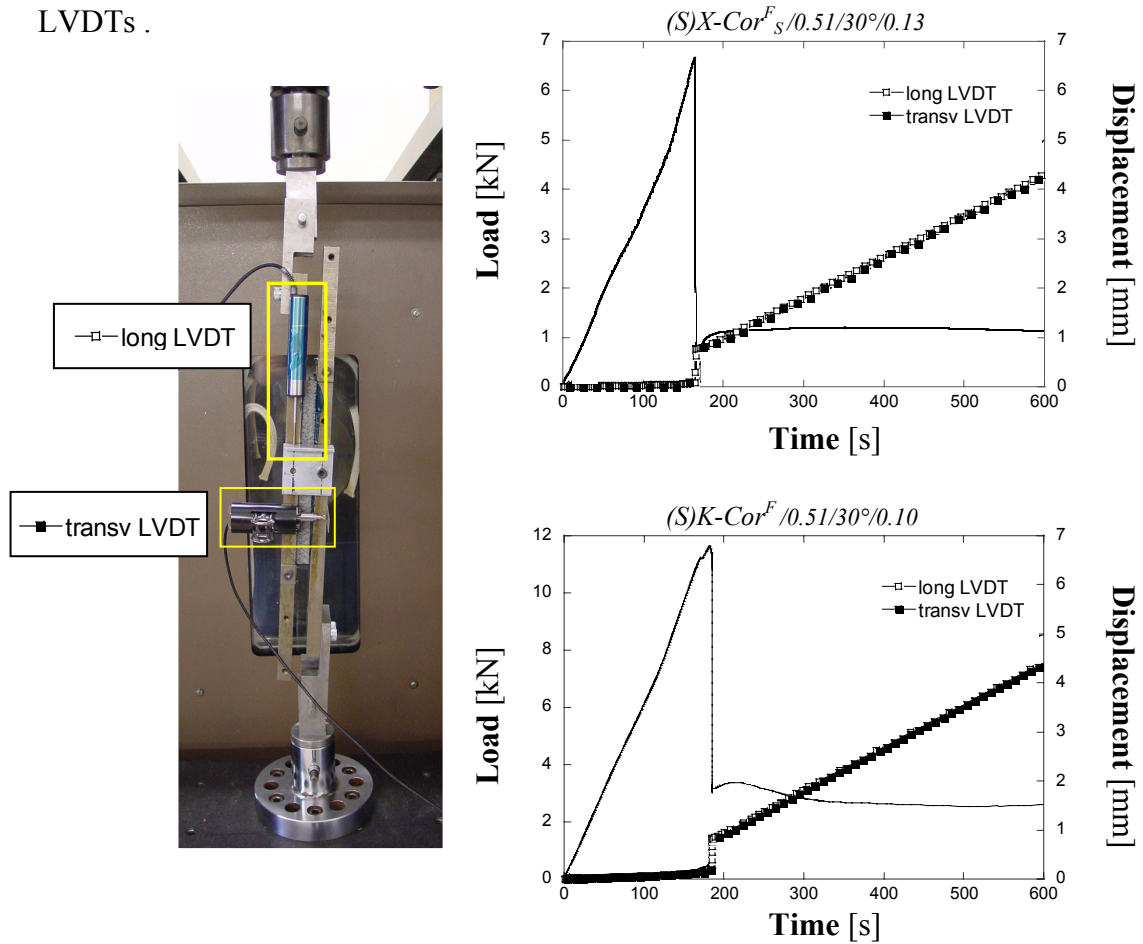 LVDTs .
(S)X-Cor^F_S /0.51/30°/0.13
7
6
5
4
3
2
1
0
Load [kN]
long LVDT
transv LVDT
7
6
5
4
3
2
1
0
Displacement [mm]
0 100 200 300 400 500 600
Time [s]
long LVDT
transv LVDT
(S)K-Cor^F /0.51/30°/0.10
12
10
8
6
4
2
0
Load [kN]
long LVDT
transv LVDT
7
6
5
4
3
2
1
0
Displacement [mm]
0 100 200 300 400 500 600
Time [s]